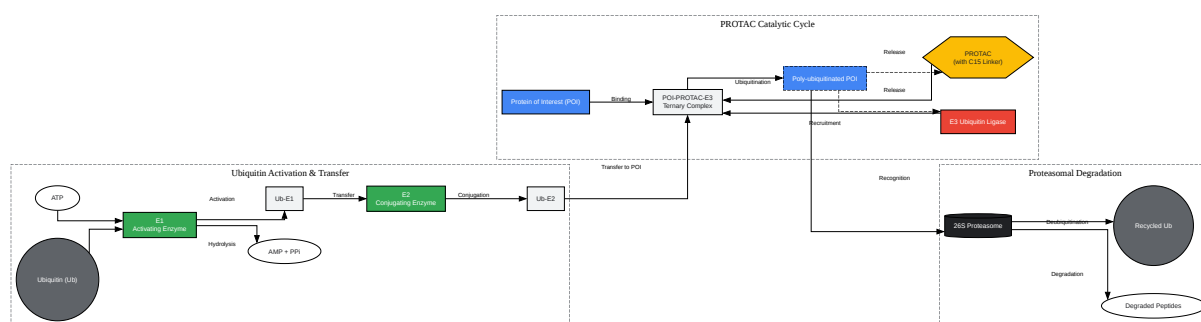 PROTAC Catalytic Cycle
Release
PROTAC
(with C15 Linker)
Poly-ubiquitinated POI
Ubiquitination
Release
Protein of Interest (POI)
Binding
POI-PROTAC-E3
Ternary Complex
Recruitment
E3 Ubiquitin Ligase
Transfer to POI
Ubiquitin Activation & Transfer
ATP
E1
Activating Enzyme
Activation
Hydrolysis
Ub-E1
AMP + PPi
Transfer
E2
Conjugating Enzyme
Conjugation
Ub-E2
Ubiquitin (Ub)
Recognition
Proteasomal Degradation
26S Proteasome
Deubiquitination
Recycled Ub
Degradation
Degraded Peptides